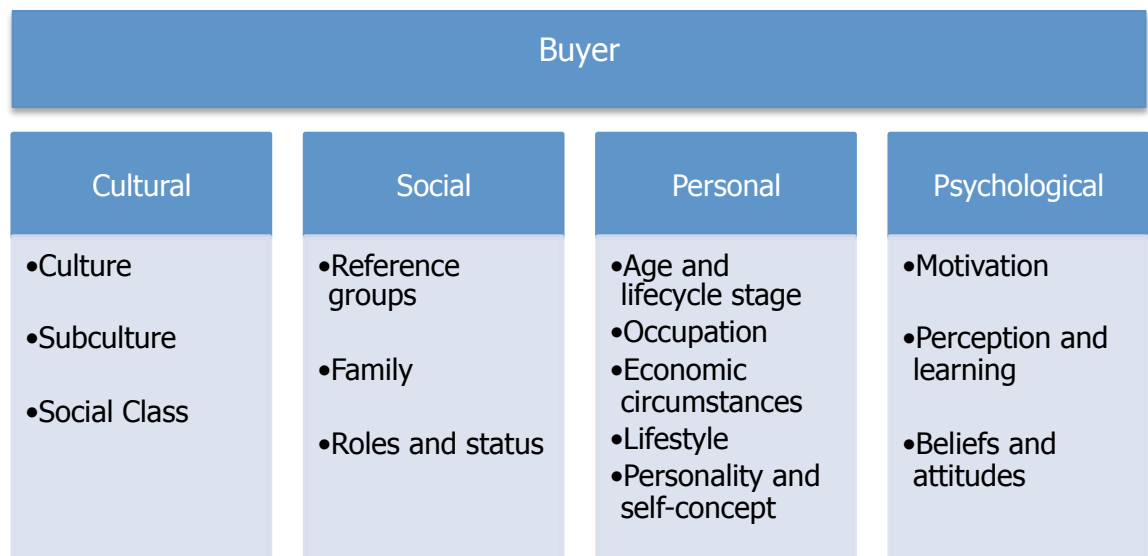 Buyer
Cultural
•Culture
•Subculture
•Social Class
Social
•Reference
groups
•Family
•Roles and status
Personal
•Age and
lifecycle stage
•Occupation
•Economic
circumstances
•Lifestyle
•Personality and
self-concept
Psychological
•Motivation
•Perception and
learning
•Beliefs and
attitudes